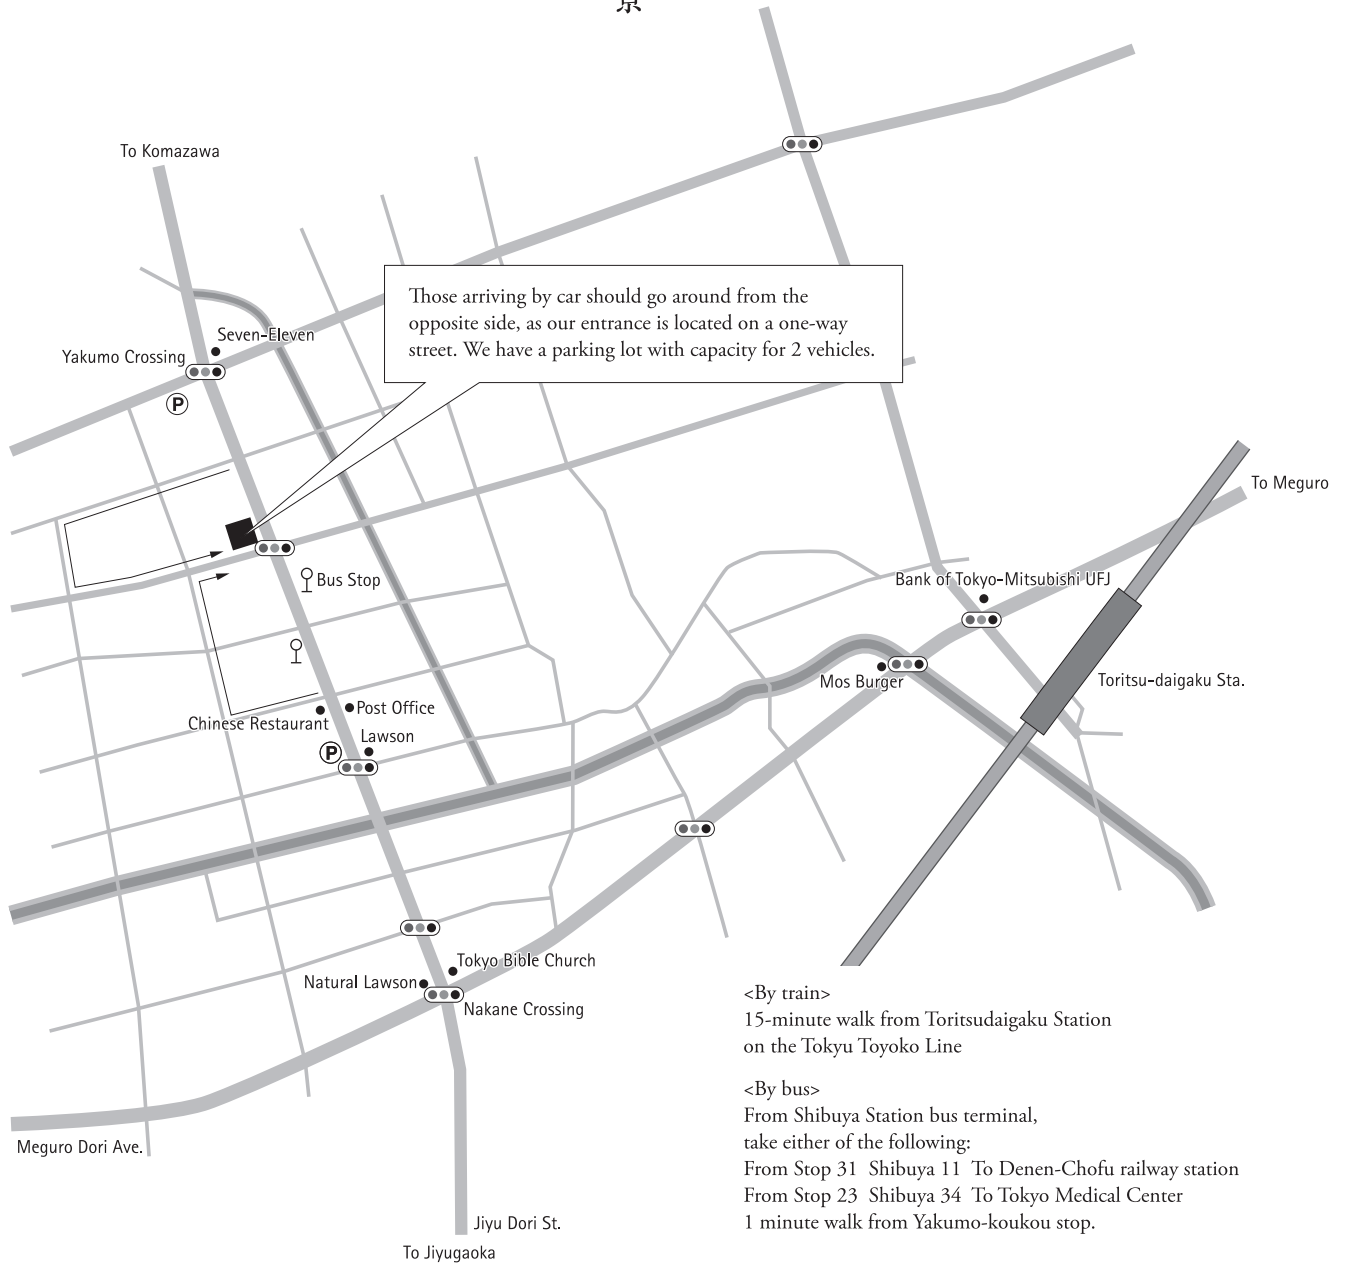 京
To Komazawa
Those arriving by car should go around from the
opposite side, as our entrance is located on a one-way
street. We have a parking lot with capacity for 2 vehicles.
Seven-Eleven
Yakumo Crossing
P
To Meguro
Bus Stop
Bank of Tokyo-Mitsubishi UFJ
Mos Burger
Toritsu-daigaku Sta.
Post Office
Chinese Restaurant
Lawson
P
Tokyo Bible Church
Natural Lawson
Nakane Crossing
<By train>
15-minute walk from Toritsudaigaku Station
on the Tokyu Toyoko Line
<By bus>
From Shibuya Station bus terminal,
take either of the following:
From Stop 31  Shibuya 11  To Denen-Chofu railway station
From Stop 23  Shibuya 34  To Tokyo Medical Center
1 minute walk from Yakumo-koukou stop.
Meguro Dori Ave.
Jiyu Dori St.
To Jiyugaoka